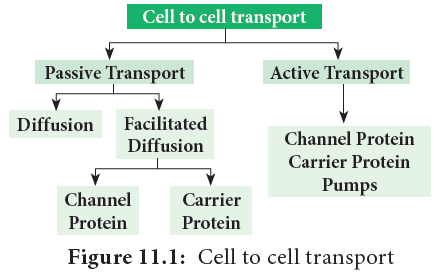 Cell to cell transport
Passive Transport
Active Transport
Diffusion
Facilitated
Diffusion
Channel Protein
Carrier Protein
Pumps
Channel
Protein
Carrier
Protein
Figure 11.1: Cell to cell transport